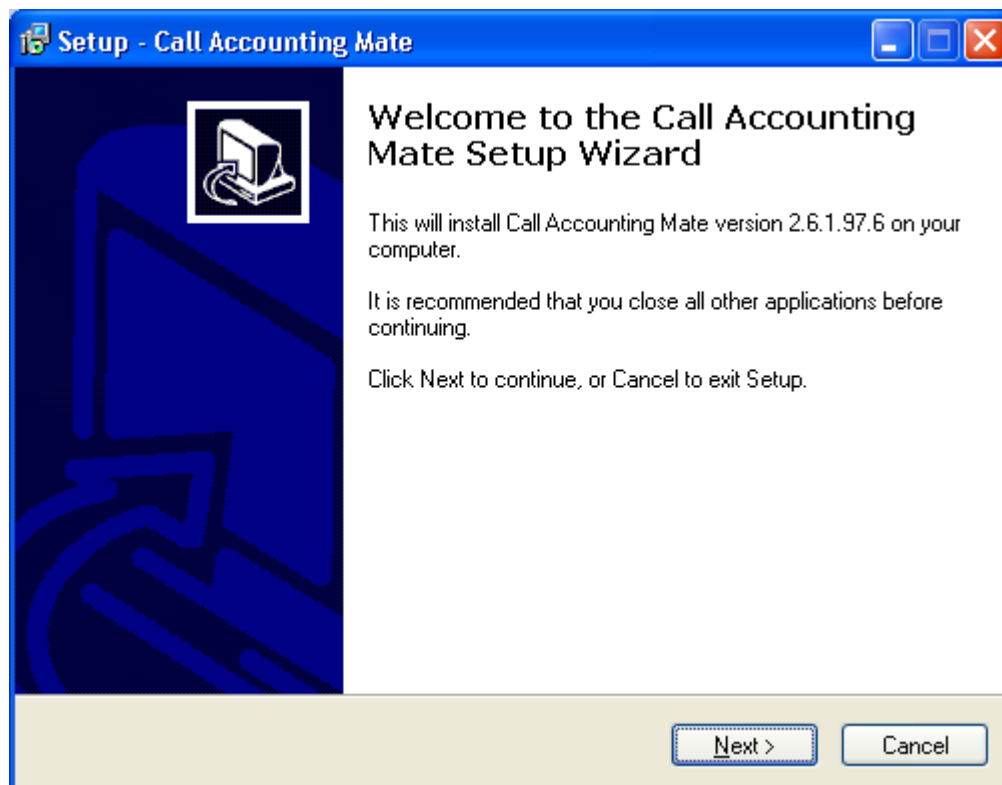 Setup - Call Accounting Mate
Welcome to the Call Accounting
Mate Setup Wizard
This will install Call Accounting Mate version 2.6.1.97.6 on your
computer.
It is recommended that you close all other applications before
continuing.
Click Next to continue, or Cancel to exit Setup.
Next >
Cancel